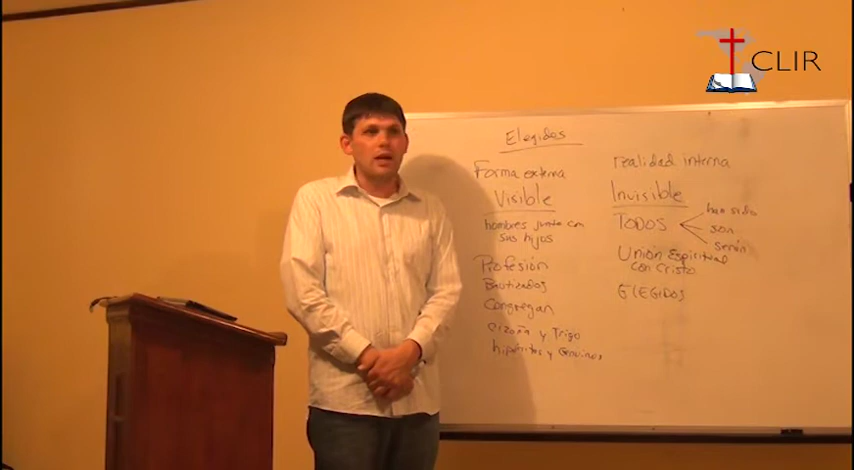 CLIR
Elegidos
Forma externa
Visible
hombres junto con
sus hijos
Profesión
Bautizados
Congregan
Cizaña y Trigo
hipócritas y Genuinos
realidad interna
Invisible
TODOS
han sido
son
serán
Unión Espiritual
con Cristo
ELEGIDOS